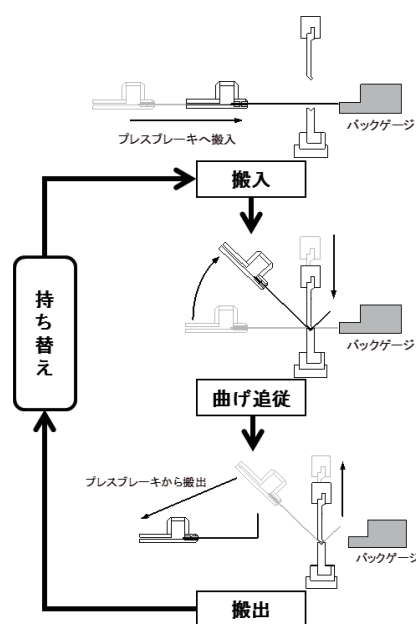 プレスブレーキへ搬入
バックゲージ
搬入
持ち替え
バックゲージ
曲げ追従
プレスブレーキから搬出
バックゲージ
搬出